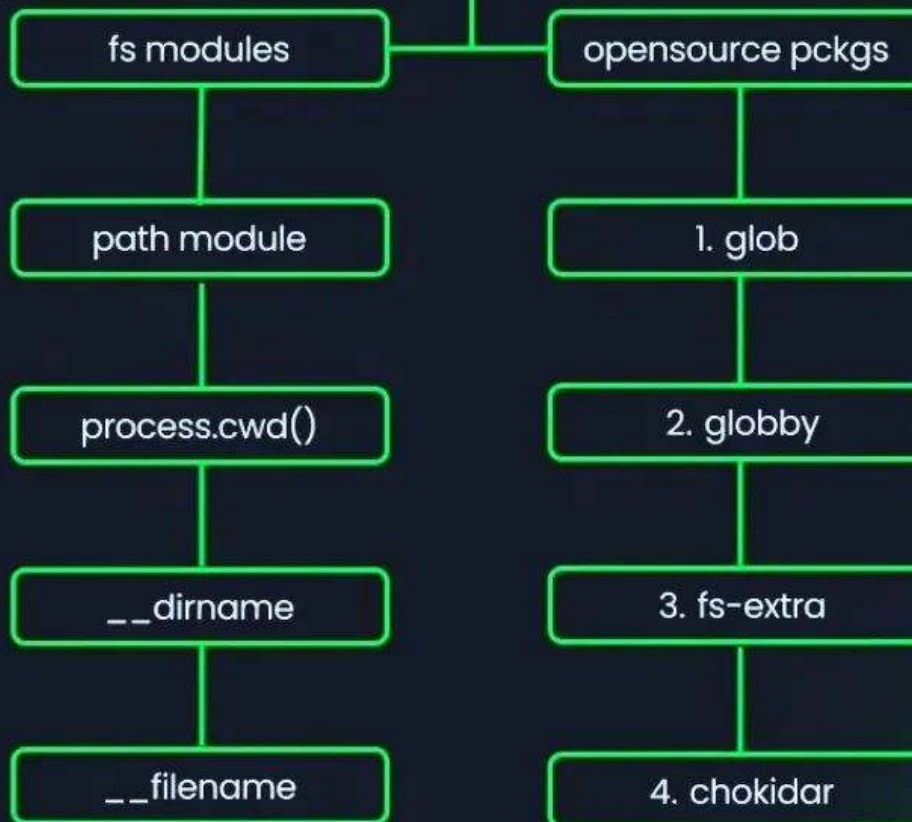 fs modules
path module
process.cwd()
__dirname
__filename
opensource pckgs
1. glob
2. globby
3. fs-extra
4. chokidar